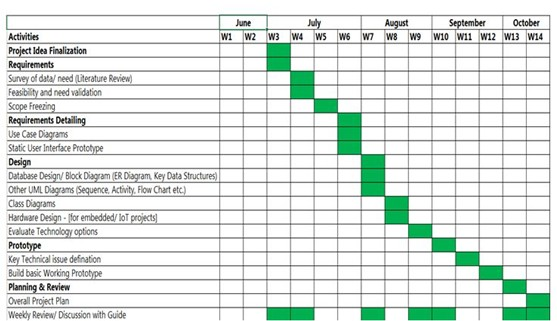 June July August September October
Activities W1 W2 W3 W4 W5 W6 W7 W8 W9 W10 W11 W12 W13 W14
Project Idea Finalization
Requirements
Survey of data/ need (Literature Review)
Feasibility and need validation
Scope Freezing
Requirements Detailing
Use Case Diagrams
Static User Interface Prototype
Design
Database Design/ Block Diagram (ER Diagram, Key Data Structures)
Other UML Diagrams (Sequence, Activity, Flow Chart etc.)
Class Diagrams
Hardware Design - [for embedded/ IoT projects)
Evaluate Technology options
Prototype
Key Technical issue defination
Build basic Working Prototype
Planning & Review
Overall Project Plan
Weekly Review/ Discussion with Guide